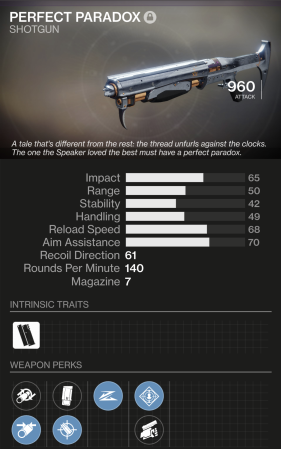 PERFECT PARADOX
SHOTGUN
960
ATTACK
A tale that's different from the rest: the thread unfurls against the clocks.
The one the Speaker loved the best must have a perfect paradox.
Impact 65
Range 50
Stability 42
Handling 49
Reload Speed 68
Aim Assistance 70
Recoil Direction 61
Rounds Per Minute 140
Magazine 7
INTRINSIC TRAITS
WEAPON PERKS